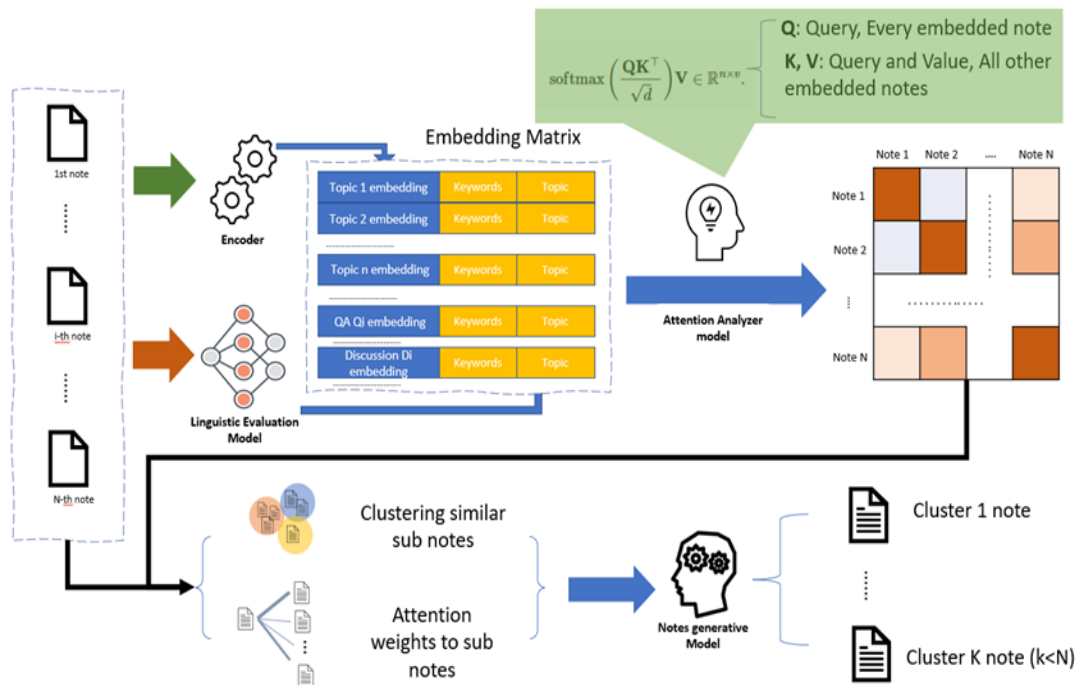 Q: Query, Every embedded note
K, V: Query and Value, All other
embedded notes
softmax (QK⊤/√d) V ∈ ℝⁿˣᵛ.
1st note
i-th note
N-th note
Encoder
Linguistic Evaluation
Model
Embedding Matrix
Topic 1 embedding Keywords Topic
Topic 2 embedding Keywords Topic
Topic n embedding Keywords Topic
QA Qi embedding Keywords Topic
Discussion Di
embedding Keywords Topic
Attention Analyzer
model
Note 1 Note 2 .... Note N
Note 1
Note 2
...
Note N
Clustering similar
sub notes
Attention
weights to sub
notes
Notes generative
Model
Cluster 1 note
Cluster K note (k<N)